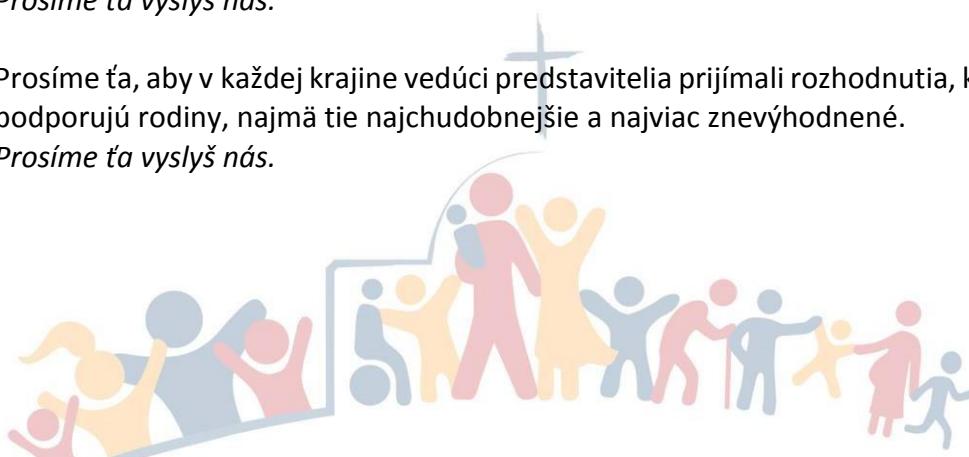 Prosíme ťa vyslyš nás.
Prosíme ťa, aby v každej krajine vedúci predstavitelia prijímali rozhodnutia, k
podporujú rodiny, najmä tie najchudobnejšie a najviac znevýhodnené.
Prosíme ťa vyslyš nás.